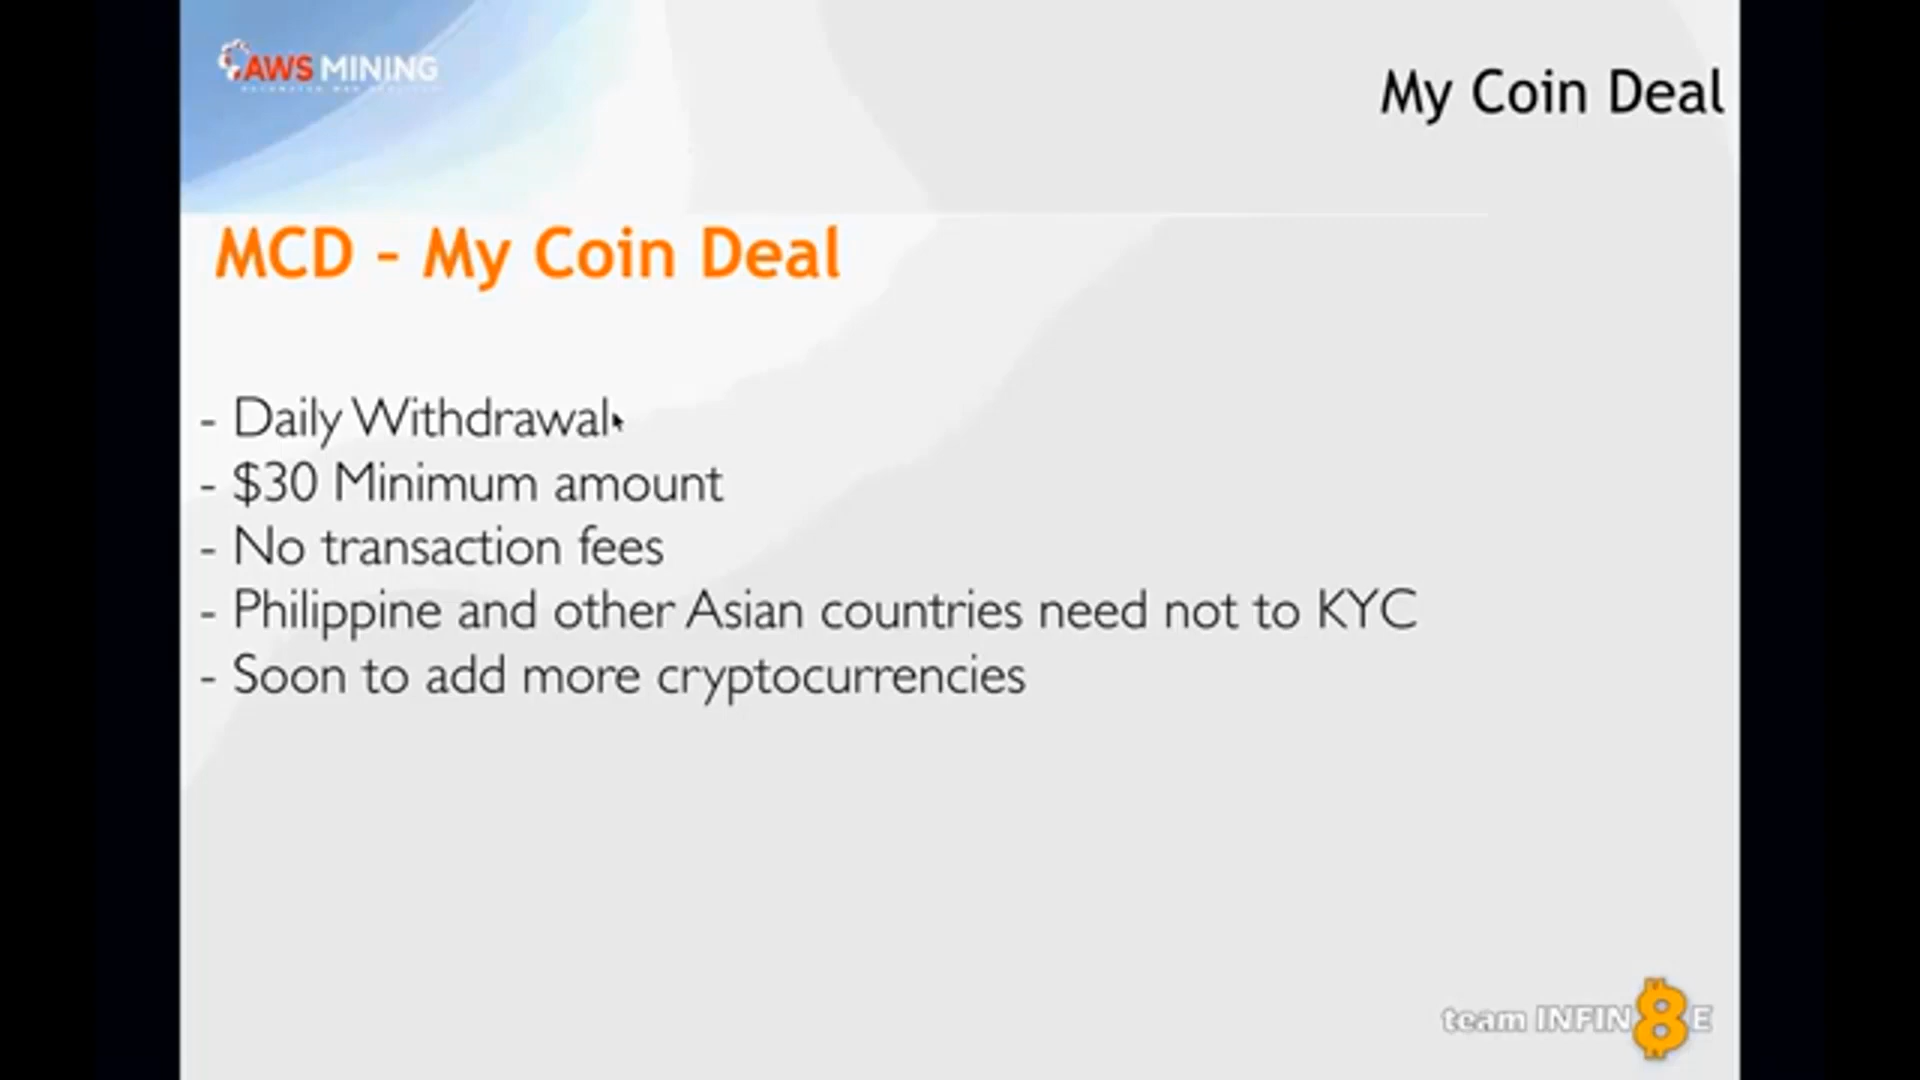 AWS MINING
My Coin Deal
MCD - My Coin Deal
- Daily Withdrawal
- $30 Minimum amount
- No transaction fees
- Philippine and other Asian countries need not to KYC
- Soon to add more cryptocurrencies
team INFIN8E